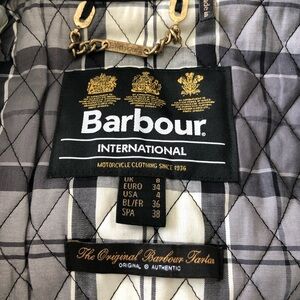 Barbour®
INTERNATIONAL
MOTORCYCLE CLOTHING SINCE 1936
UK 8
EURO 34
USA 4
BL/FR 36
SPA 38
The Original Barbour Tartan
ORIGINAL & AUTHENTIC